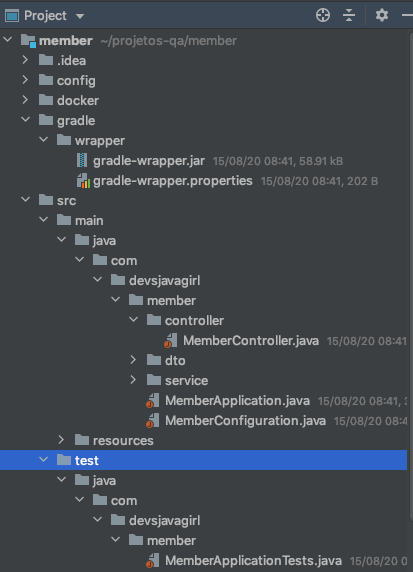 Project
member ~/projetos-qa/member
.idea
config
docker
gradle
wrapper
gradle-wrapper.jar 15/08/20 08:41, 58.91 kB
gradle-wrapper.properties 15/08/20 08:41, 202 B
src
main
java
com
devsjavagirl
member
controller
MemberController.java 15/08/20 08:41
dto
service
MemberApplication.java 15/08/20 08:41,
MemberConfiguration.java 15/08/20 08:4
resources
test
java
com
devsjavagirl
member
MemberApplicationTests.java 15/08/20 0